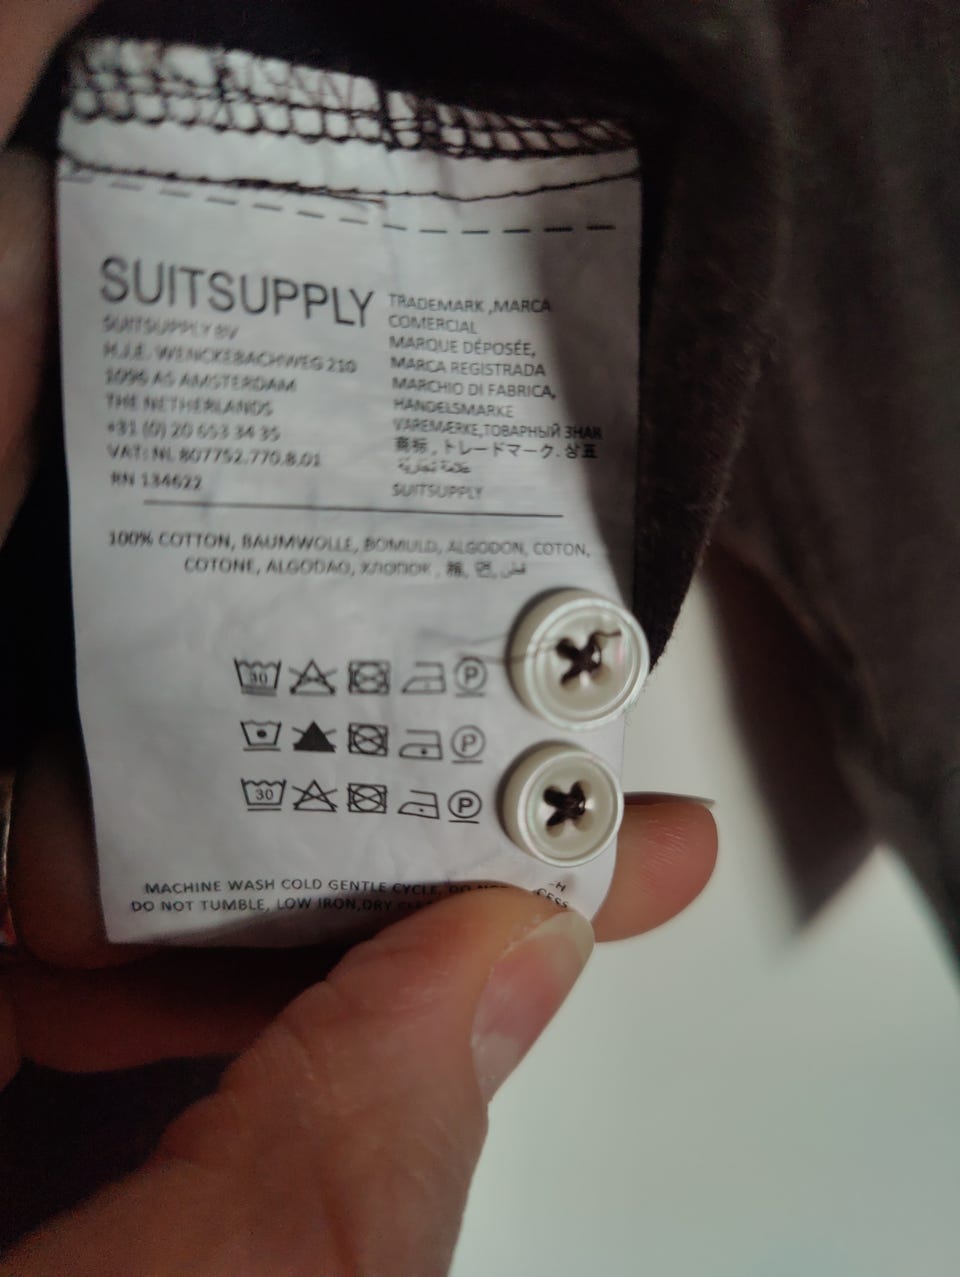 SUITSUPPLY
SUITSUPPLY BV
H.J.E. WENCKEBACHWEG 210
1096 AS AMSTERDAM
THE NETHERLANDS
+31 (0) 20 653 34 35
VAT: NL 807752.770.8.01
RN 134622
TRADEMARK ,MARCA
COMERCIAL
MARQUE DÉPOSÉE,
MARCA REGISTRADA
MARCHIO DI FABRICA,
HANDELSMARKE
VAREMÆRKE,ТОВАРНЫЙ ЗНАК
商标 , トレードマーク. 상표
علامة تجارية
SUITSUPPLY
100% COTTON, BAUMWOLLE, BOMULD, ALGODON, COTON,
COTONE, ALGODAO, хлопок , 棉, 면,
30 P
P
30 P
MACHINE WASH COLD GENTLE CYCLE,
DO NOT TUMBLE, LOW IRON,DRY